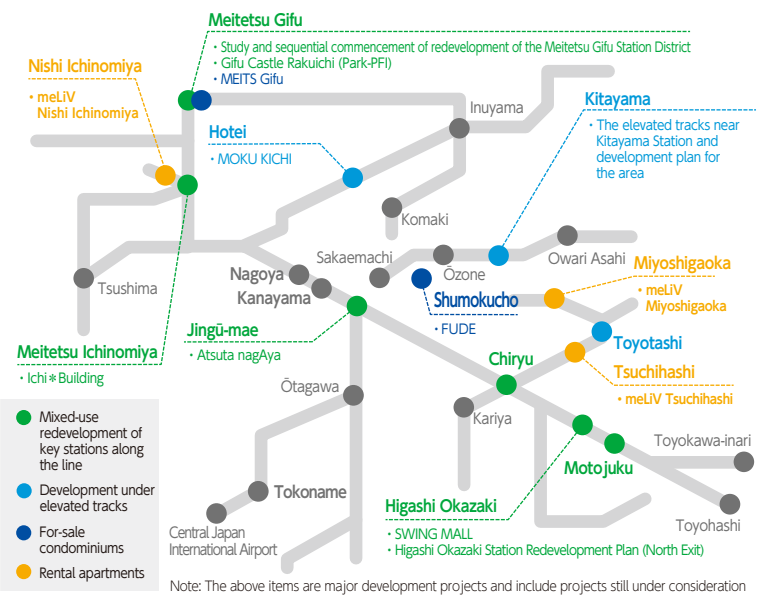 Meitetsu Gifu
・Study and sequential commencement of redevelopment of the Meitetsu Gifu Station District
・Gifu Castle Rakuichi (Park-PFI)
・MEITS Gifu
Nishi Ichinomiya
・meLiV
Nishi Ichinomiya
Hotei
・MOKU KICHI
Inuyama
Kitayama
・The elevated tracks near
Kitayama Station and
development plan for
the area
Komaki
Sakaemachi
Ōzone
Owari Asahi
Tsushima
Nagoya
Kanayama
Shumokucho
・FUDE
Miyoshigaoka
・meLiV
Miyoshigaoka
Jingū-mae
・Atsuta nagAya
Toyotashi
Meitetsu Ichinomiya
・Ichi＊Building
Chiryu
Tsuchihashi
・meLiV Tsuchihashi
Ōtagawa
Kariya
Mixed-use
redevelopment of
key stations along
the line
Development under
elevated tracks
For-sale
condominiums
Rental apartments
Toyokawa-inari
Motojuku
Tokoname
Higashi Okazaki
・SWING MALL
・Higashi Okazaki Station Redevelopment Plan (North Exit)
Toyohashi
Central Japan
International Airport
Note: The above items are major development projects and include projects still under consideration